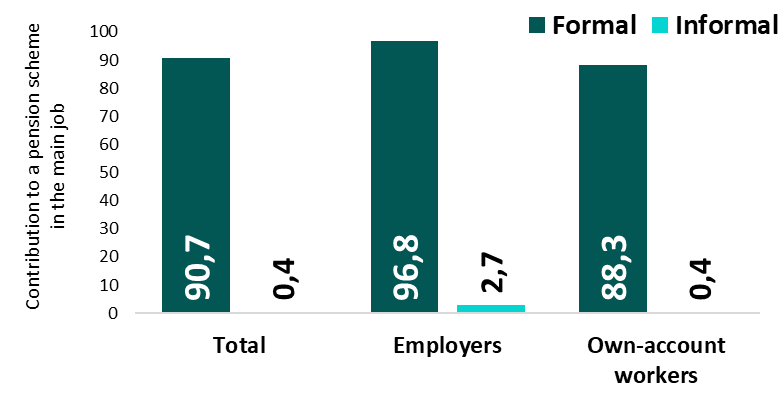 Formal Informal
Contribution to a pension scheme
in the main job
100
90
80
70
60
50
40
30
20
10
0
90,7
0,4
96,8
2,7
88,3
0,4
Total
Employers
Own-account
workers